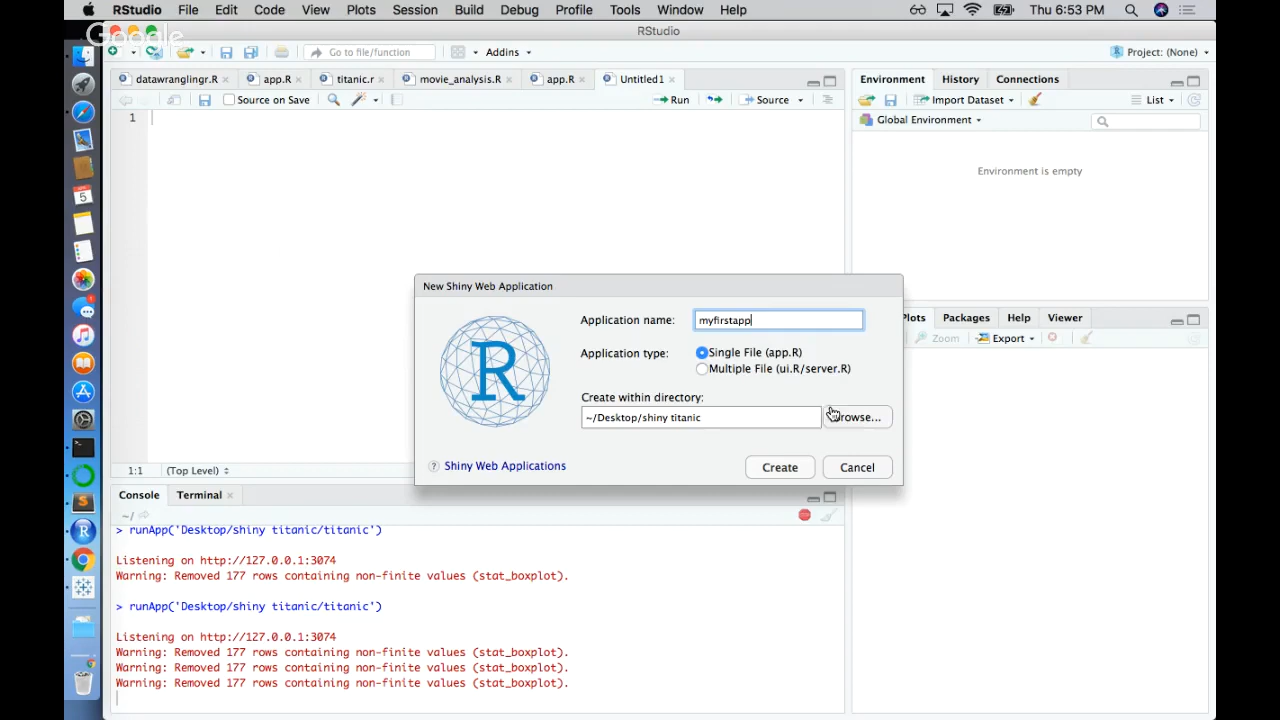 RStudio File Edit Code View Plots Session Build Debug Profile Tools Window Help Thu 6:53 PM
Google
RStudio
Go to file/function Addins Project: (None)
datawranglingr.R app.R titanic.r movie_analysis.R app.R Untitled1
Environment History Connections
Source on Save Run Source
Import Dataset List
Global Environment
1
Environment is empty
New Shiny Web Application
Application name: myfirstapp
Application type: Single File (app.R)
Multiple File (ui.R/server.R)
Create within directory:
~/Desktop/shiny titanic
Shiny Web Applications Create Cancel
Plots Packages Help Viewer
Zoom Export
1:1 (Top Level)
Console Terminal
~/
> runApp('Desktop/shiny titanic/titanic')
Listening on http://127.0.0.1:3074
Warning: Removed 177 rows containing non-finite values (stat_boxplot).
> runApp('Desktop/shiny titanic/titanic')
Listening on http://127.0.0.1:3074
Warning: Removed 177 rows containing non-finite values (stat_boxplot).
Warning: Removed 177 rows containing non-finite values (stat_boxplot).
Warning: Removed 177 rows containing non-finite values (stat_boxplot).